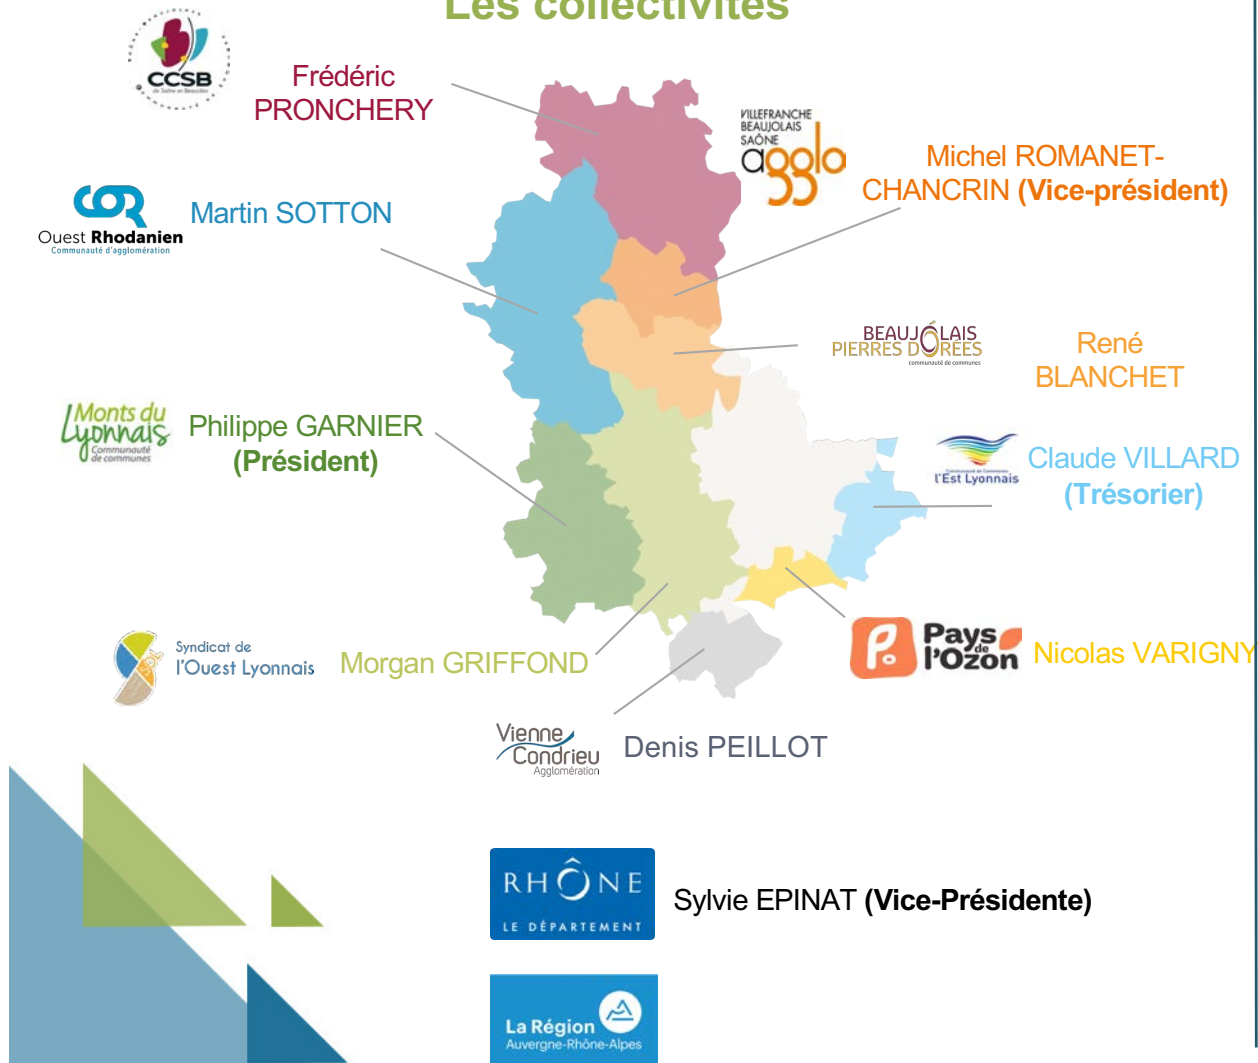 Les collectivités
CCSB
Frédéric
PRONCHERY
VILLEFRANCHE
BEAUJOLAIS
SAÔNE
agglo
Michel ROMANET-
CHANCRIN (Vice-président)
COR
Ouest Rhodanien
Communauté d'agglomération
Martin SOTTON
BEAUJOLAIS
PIERRES DORÉES
communauté de communes
René
BLANCHET
Monts du
Lyonnais
Communauté
de communes
Philippe GARNIER
(Président)
Communauté de Communes
l'Est Lyonnais
Claude VILLARD
(Trésorier)
Syndicat de
l'Ouest Lyonnais
Morgan GRIFFOND
Pays
de
l'Ozon
Nicolas VARIGNY
Vienne
Condrieu
Agglomération
Denis PEILLOT
RHÔNE
LE DÉPARTEMENT
Sylvie EPINAT (Vice-Présidente)
La Région
Auvergne-Rhône-Alpes